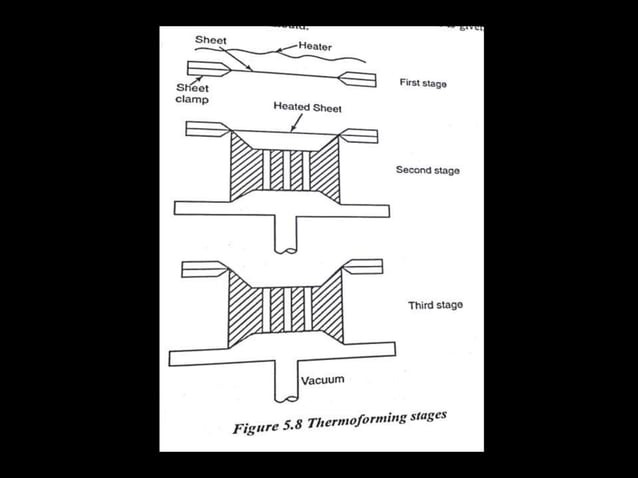 Sheet
Heater
Sheet
clamp
First stage
Heated Sheet
Second stage
Third stage
Vacuum
Figure 5.8 Thermoforming stages